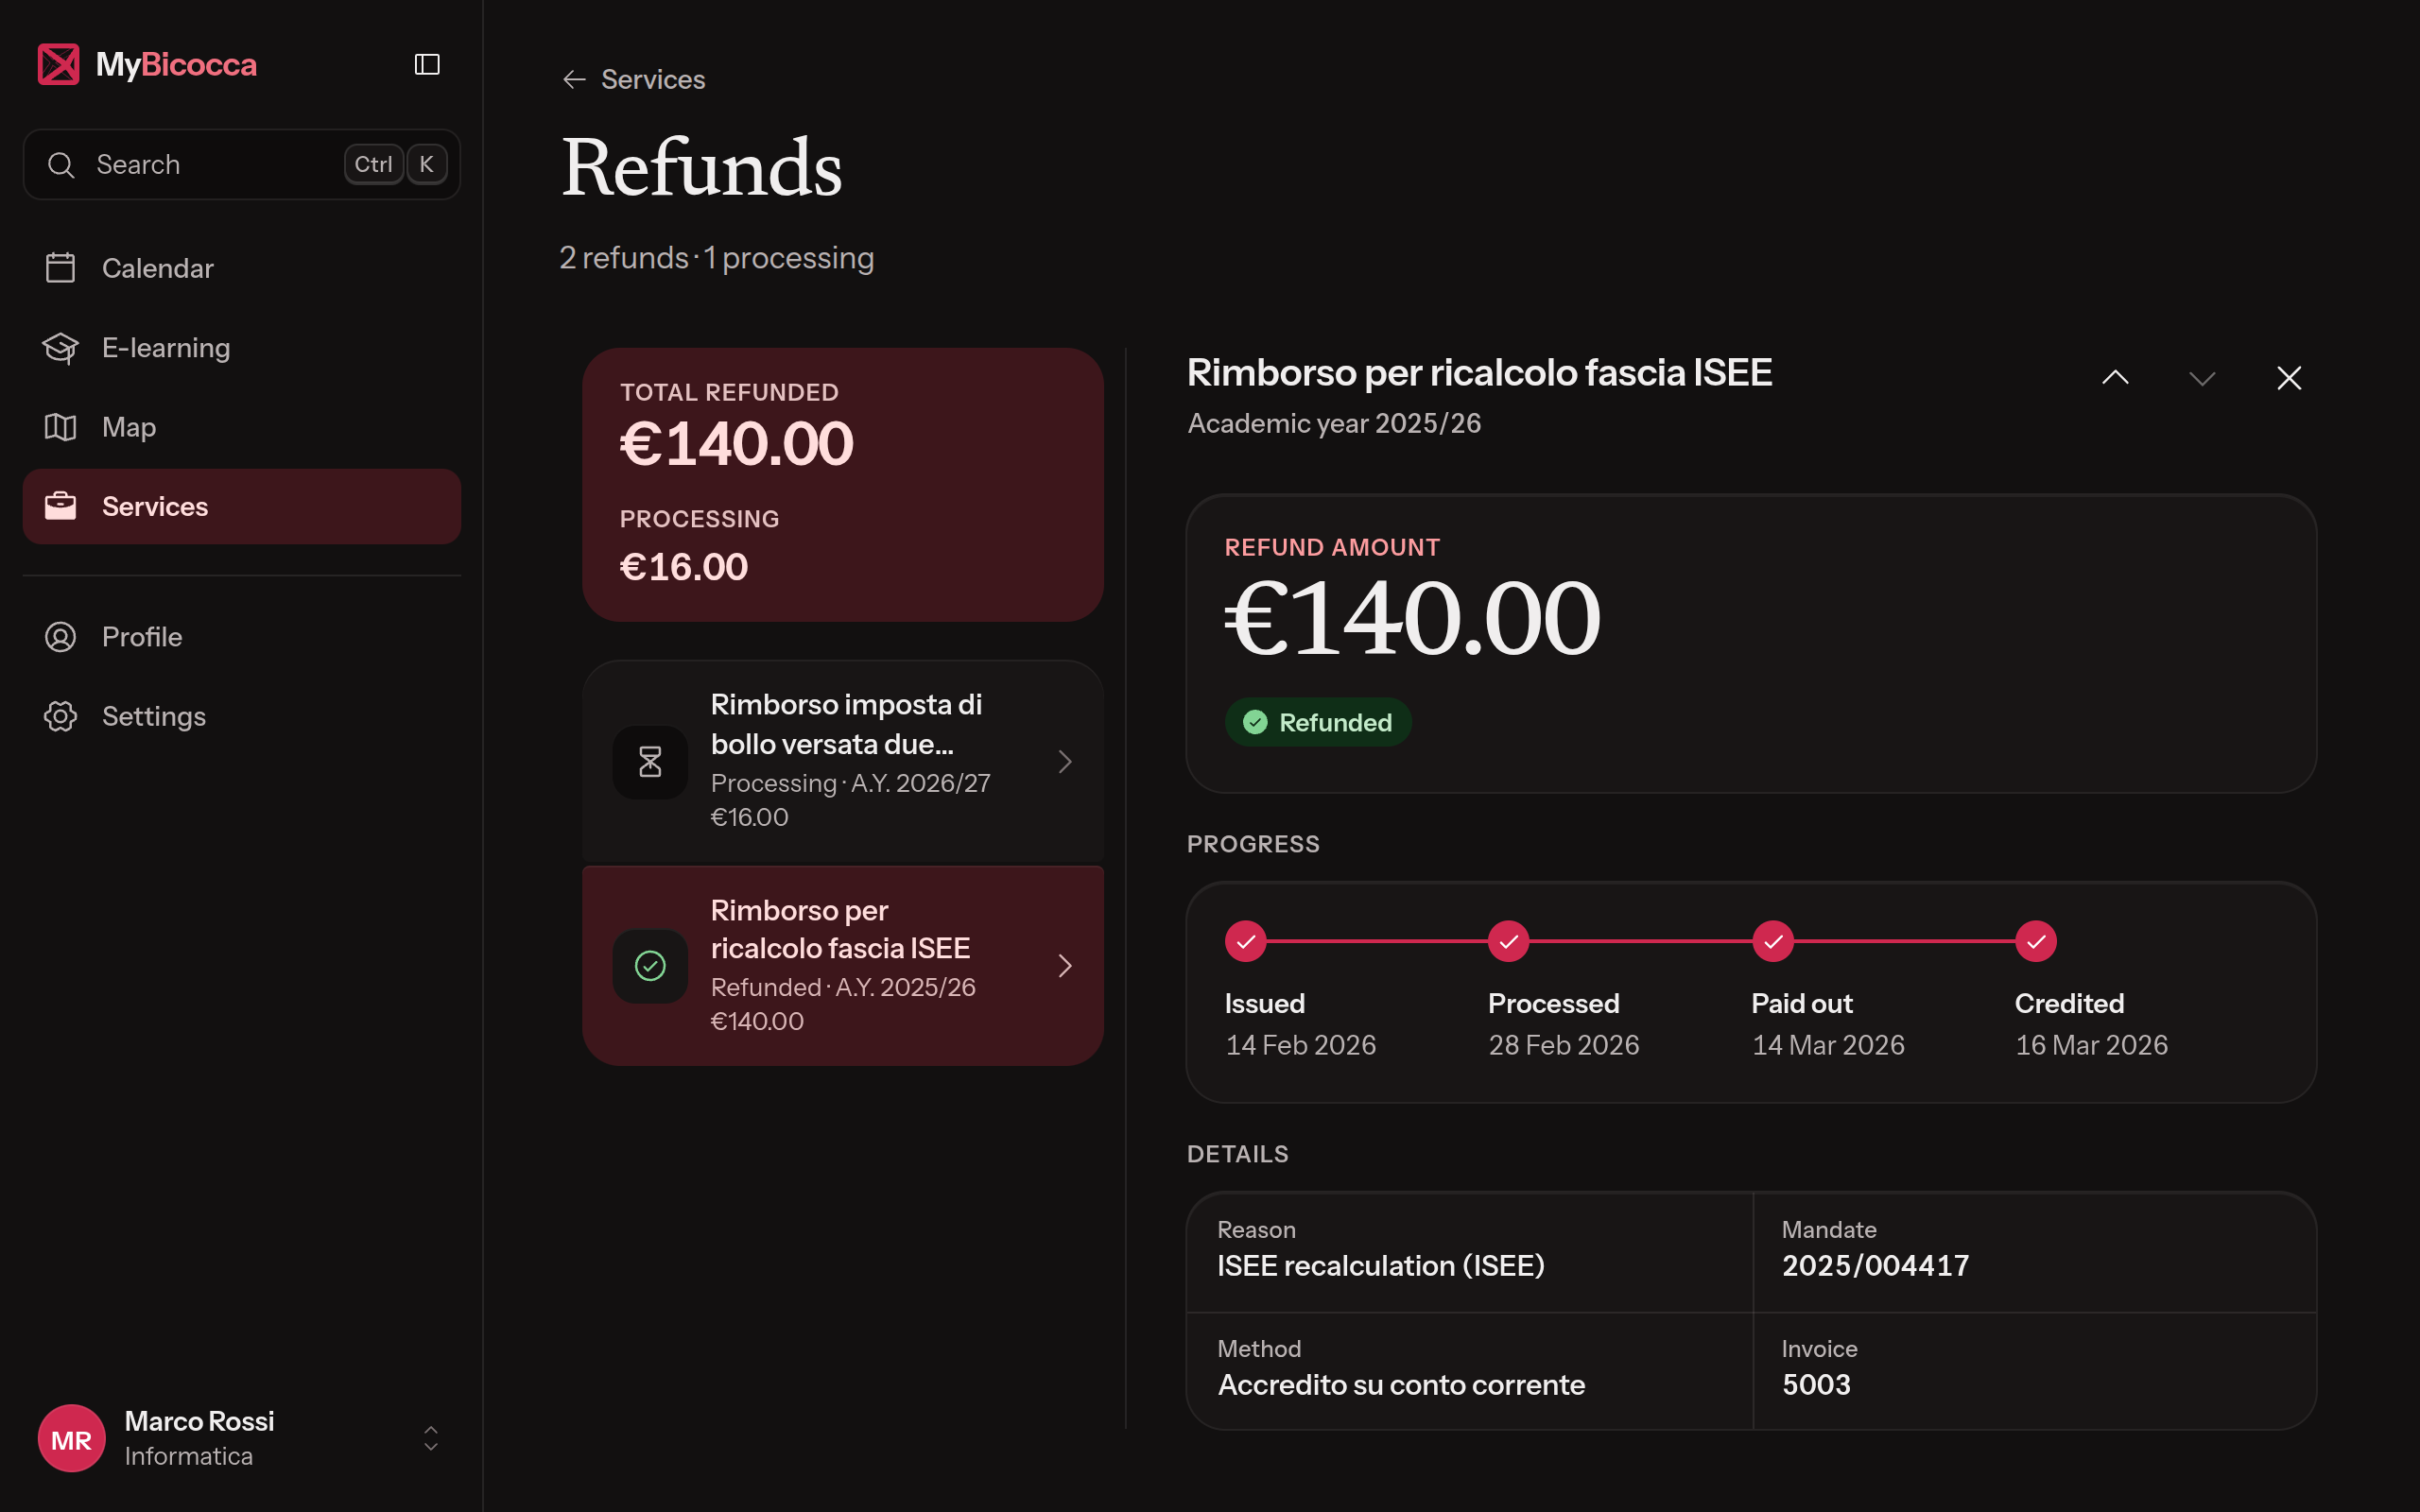 MyBicocca
Search
Ctrl K
Calendar
E-learning
Map
Services
Profile
Settings
MR
Marco Rossi
Informatica
Services
Refunds
2 refunds · 1 processing
TOTAL REFUNDED
€140.00
PROCESSING
€16.00
Rimborso imposta di
bollo versata due...
Processing · A.Y. 2026/27
€16.00
Rimborso per
ricalcolo fascia ISEE
Refunded · A.Y. 2025/26
€140.00
Rimborso per ricalcolo fascia ISEE
Academic year 2025/26
REFUND AMOUNT
€140.00
Refunded
PROGRESS
Issued
14 Feb 2026
Processed
28 Feb 2026
Paid out
14 Mar 2026
Credited
16 Mar 2026
DETAILS
Reason
ISEE recalculation (ISEE)
Mandate
2025/004417
Method
Accredito su conto corrente
Invoice
5003